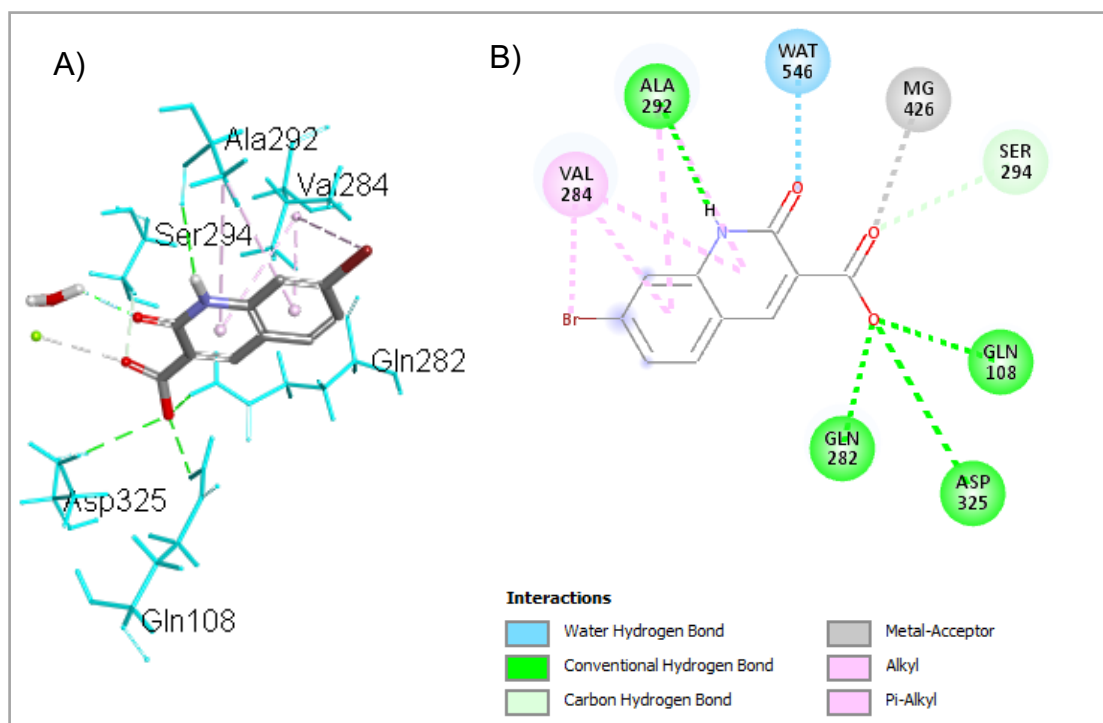 A)
Ala292
Val284
Ser294
Gln282
Asp325
Gln108
B)
WAT
546
ALA
292
MG
426
SER
294
VAL
284
H
N
O
O
O
Br
GLN
108
GLN
282
ASP
325
Interactions
Water Hydrogen Bond
Conventional Hydrogen Bond
Carbon Hydrogen Bond
Metal-Acceptor
Alkyl
Pi-Alkyl